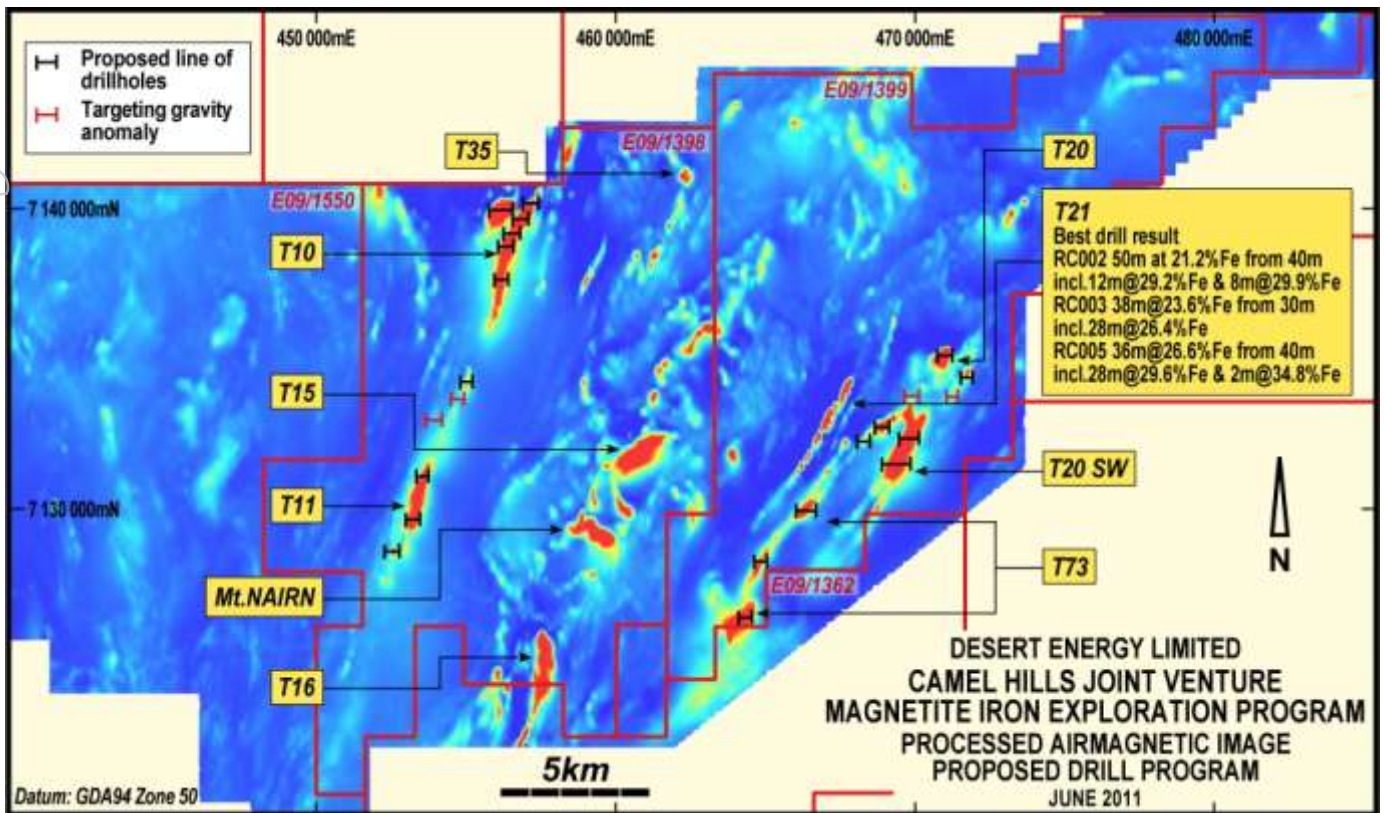 450 000mE
460 000mE
470 000mE
480 000mE
Proposed line of
drillholes
Targeting gravity
anomaly
E09/1399
E09/1398
T35
T20
E09/1550
7 140 000mN
T10
T21
Best drill result
RC002 50m at 21.2%Fe from 40m
incl.12m@29.2%Fe & 8m@29.9%Fe
RC003 38m@23.6%Fe from 30m
incl.28m@26.4%Fe
RC005 36m@26.6%Fe from 40m
incl.28m@29.6%Fe & 2m@34.8%Fe
T15
T20 SW
T11
7 130 000mN
N
T73
E09/1362
Mt.NAIRN
T16
DESERT ENERGY LIMITED
CAMEL HILLS JOINT VENTURE
MAGNETITE IRON EXPLORATION PROGRAM
PROCESSED AIRMAGNETIC IMAGE
PROPOSED DRILL PROGRAM
JUNE 2011
5km
Datum: GDA94 Zone 50